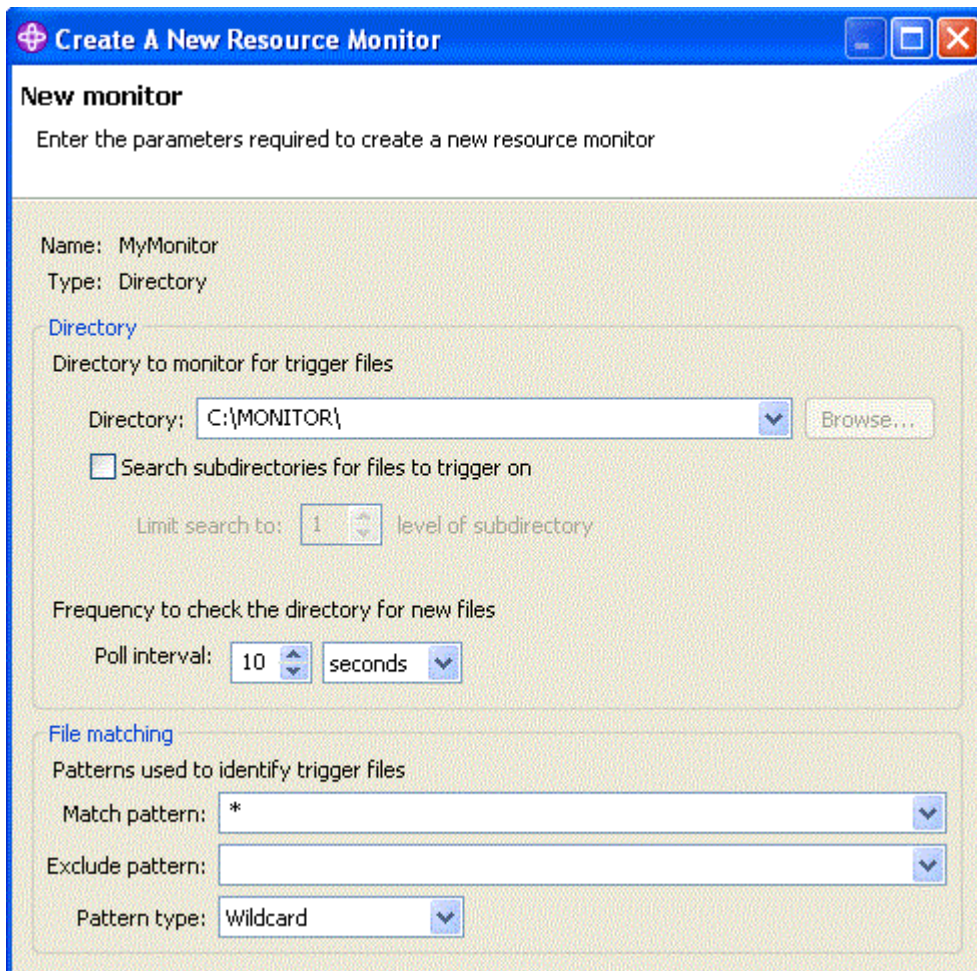 Create A New Resource Monitor
New monitor
Enter the parameters required to create a new resource monitor
Name: MyMonitor
Type: Directory
Directory
Directory to monitor for trigger files
Directory: C:\MONITOR\ Browse...
Search subdirectories for files to trigger on
Limit search to: 1 level of subdirectory
Frequency to check the directory for new files
Poll interval: 10 seconds
File matching
Patterns used to identify trigger files
Match pattern: *
Exclude pattern:
Pattern type: Wildcard